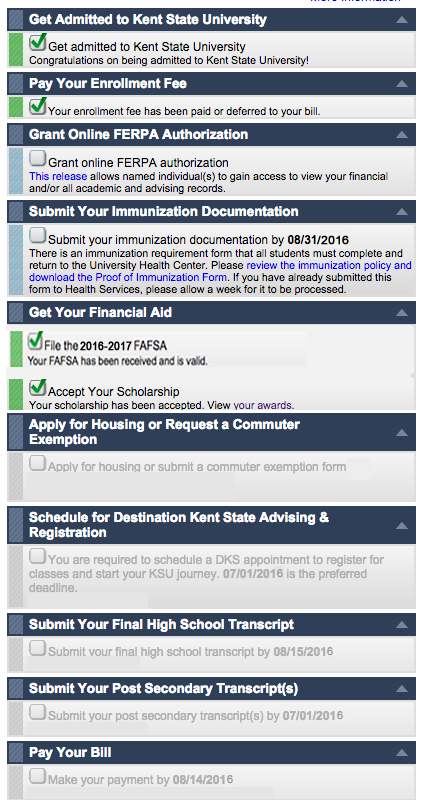 More Information
Get Admitted to Kent State University
Get admitted to Kent State University
Congratulations on being admitted to Kent State University!
Pay Your Enrollment Fee
Your enrollment fee has been paid or deferred to your bill.
Grant Online FERPA Authorization
Grant online FERPA authorization
This release allows named individual(s) to gain access to view your financial
and/or all academic and advising records.
Submit Your Immunization Documentation
Submit your immunization documentation by 08/31/2016
There is an immunization requirement form that all students must complete and
return to the University Health Center. Please review the immunization policy and
download the Proof of Immunization Form. If you have already submitted this
form to Health Services, please allow a week for it to be processed.
Get Your Financial Aid
File the 2016-2017 FAFSA
Your FAFSA has been received and is valid.
Accept Your Scholarship
Your scholarship has been accepted. View your awards.
Apply for Housing or Request a Commuter
Exemption
Apply for housing or submit a commuter exemption form
Schedule for Destination Kent State Advising &
Registration
You are required to schedule a DKS appointment to register for
classes and start your KSU journey. 07/01/2016 is the preferred
deadline.
Submit Your Final High School Transcript
Submit your final high school transcript by 08/15/2016
Submit Your Post Secondary Transcript(s)
Submit your post secondary transcript(s) by 07/01/2016
Pay Your Bill
Make your payment by 08/14/2016